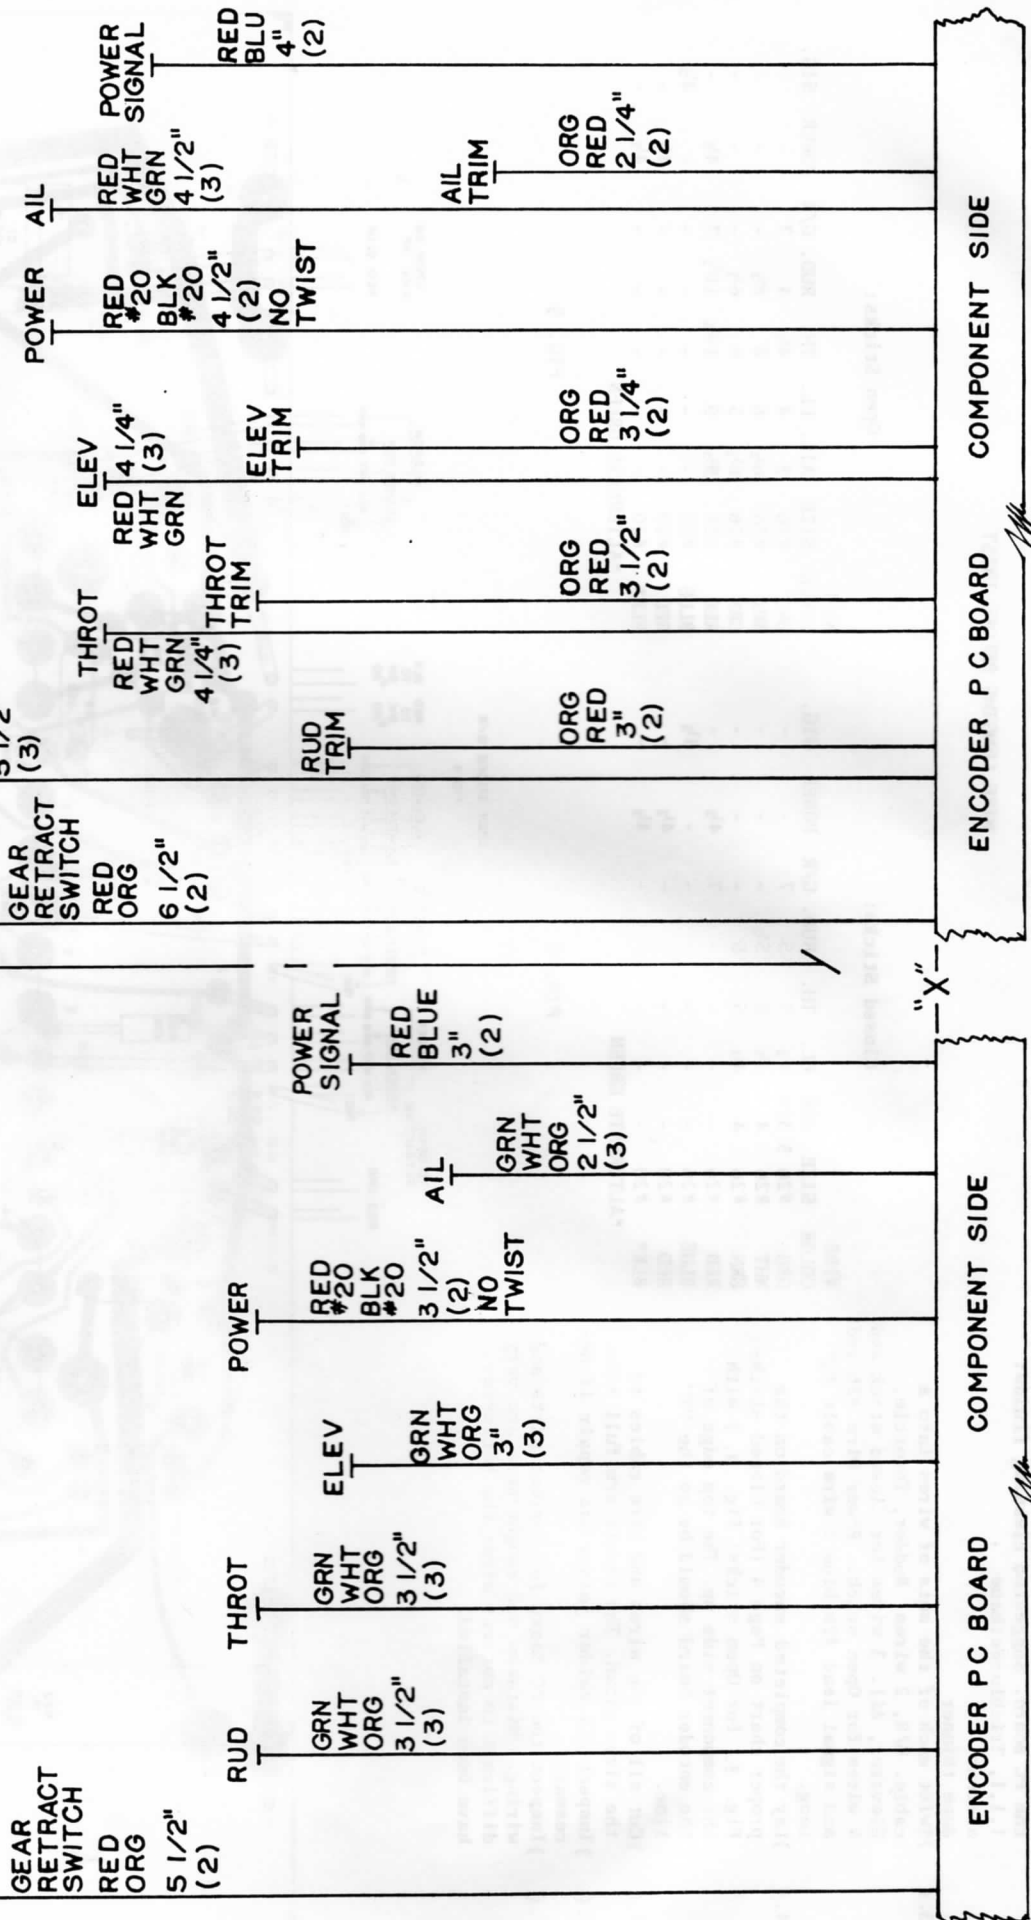 GEAR
RETRACT
SWITCH
RED
ORG
5 1/2"
(2)
RUD
GRN
WHT
ORG
3 1/2"
(3)
THROT
GRN
WHT
ORG
3 1/2"
(3)
ELEV
GRN
WHT
ORG
3"
(3)
POWER
RED
#20
BLK
#20
3 1/2"
(2)
NO
TWIST
AIL
GRN
WHT
ORG
2 1/2"
(3)
POWER
SIGNAL
RED
BLUE
3"
(2)
ENCODER PC BOARD
COMPONENT SIDE
"X"
GEAR
RETRACT
SWITCH
RED
ORG
6 1/2"
(2)
(3)
RUD
TRIM
ORG
RED
3"
(2)
THROT
RED
WHT
GRN
4 1/4"
(3)
THROT
TRIM
ORG
RED
3 1/2"
(2)
ELEV
RED 4 1/4"
WHT (3)
GRN
ELEV
TRIM
ORG
RED
3 1/4"
(2)
POWER
RED
#20
BLK
#20
4 1/2"
(2)
NO
TWIST
AIL
RED
WHT
GRN
4 1/2"
(3)
AIL
TRIM
ORG
RED
2 1/4"
(2)
POWER
SIGNAL
RED
BLU
4"
(2)
ENCODER P C BOARD
COMPONENT SIDE